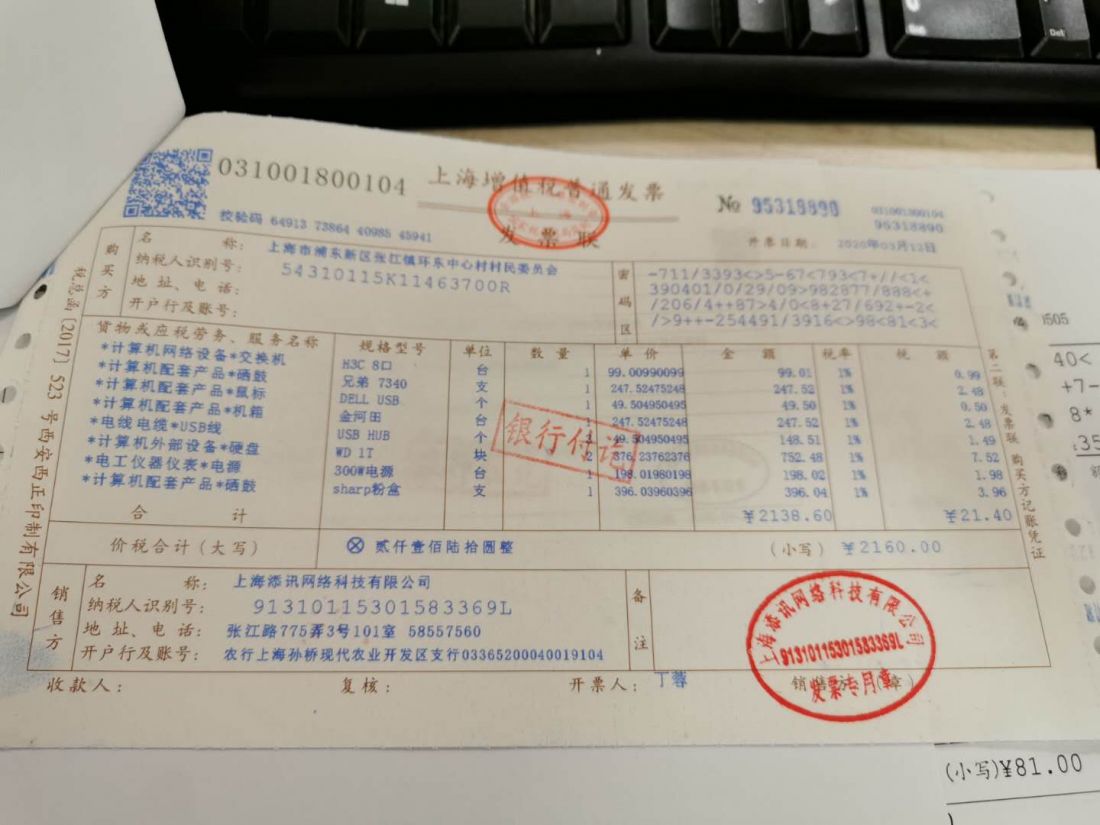 031001800104
上海增值税普通发票
发票联
№ 95319890
031001800104
95319890
校验码 64913 73864 40985 45941
开票日期: 2020年03月12日
购买方
名 称: 上海市浦东新区张江镇环东中心村村民委员会
纳税人识别号: 54310115K11463700R
地址、电话:
开户行及账号:
密码区
-711/3393<>5-67<793<7+//<1<
390401/0/29/09>982877/888<+
/206/4++87>4/0<8+27/692+-2<
/>9++-254491/3916<>98<81<3<
货物或应税劳务、服务名称 规格型号 单位 数量 单价 金额 税率 税额
*计算机网络设备*交换机 H3C 8口 台 1 99.00990099 99.01 1% 0.99
*计算机配套产品*硒鼓 兄弟 7340 支 1 247.52475248 247.52 1% 2.48
*计算机配套产品*鼠标 DELL USB 个 1 49.504950495 49.50 1% 0.50
*计算机配套产品*机箱 金河田 台 1 247.52475248 247.52 1% 2.48
*电线电缆*USB线 USB HUB 个 49.504950495 148.51 1% 1.49
*计算机外部设备*硬盘 WD 1T 块 2 376.23762376 752.48 1% 7.52
*电工仪器仪表*电源 300W电源 台 1 198.01980198 198.02 1% 1.98
*计算机配套产品*硒鼓 sharp粉盒 支 1 396.03960396 396.04 1% 3.96
银行付讫
合 计 ¥2138.60 ¥21.40
价税合计(大写) ⊗ 贰仟壹佰陆拾圆整 (小写) ¥2160.00
销售方
名 称: 上海添讯网络科技有限公司
纳税人识别号: 91310115301583369L
地址、电话: 张江路775弄3号101室 58557560
开户行及账号: 农行上海孙桥现代农业开发区支行03365200040019104
备注
上海添讯网络科技有限公司
91310115301583369L
发票专用章
收款人: 复核: 开票人: 丁蓉 销售方:(章)
第二联:发票联 购买方记账凭证
税总函〔2017〕523号西安西正印制有限公司
0505
40<
+7-
8*
35
(小写)¥81.00
Del